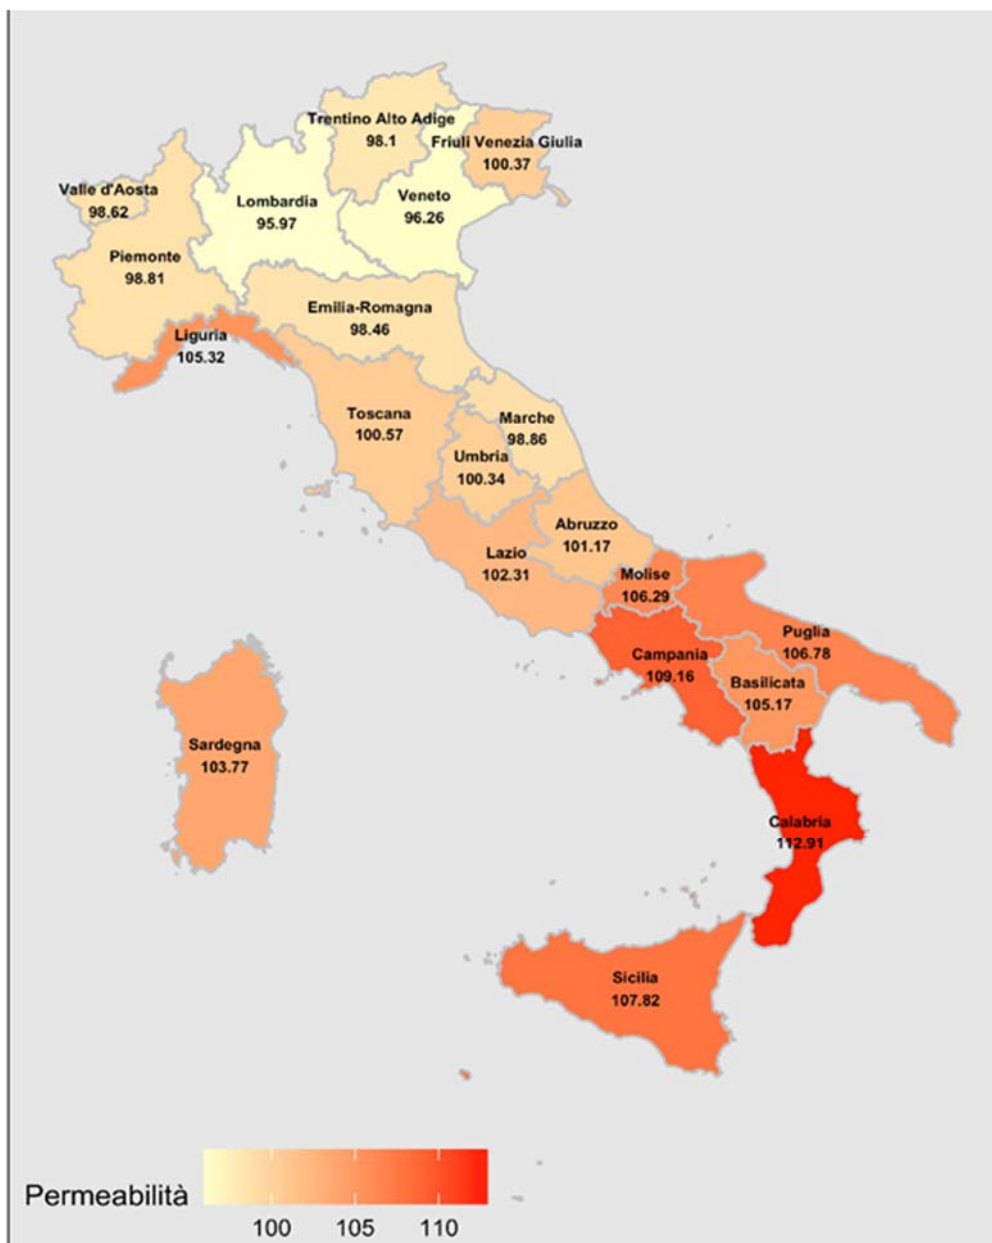 Trentino Alto Adige
98.1
Friuli Venezia Giulia
100.37
Valle d'Aosta
98.62
Lombardia
95.97
Veneto
96.26
Piemonte
98.81
Emilia-Romagna
98.46
Liguria
105.32
Toscana
100.57
Marche
98.86
Umbria
100.34
Abruzzo
101.17
Lazio
102.31
Molise
106.29
Puglia
106.78
Campania
109.16
Basilicata
105.17
Sardegna
103.77
Calabria
112.91
Sicilia
107.82
Permeabilità
100 105 110